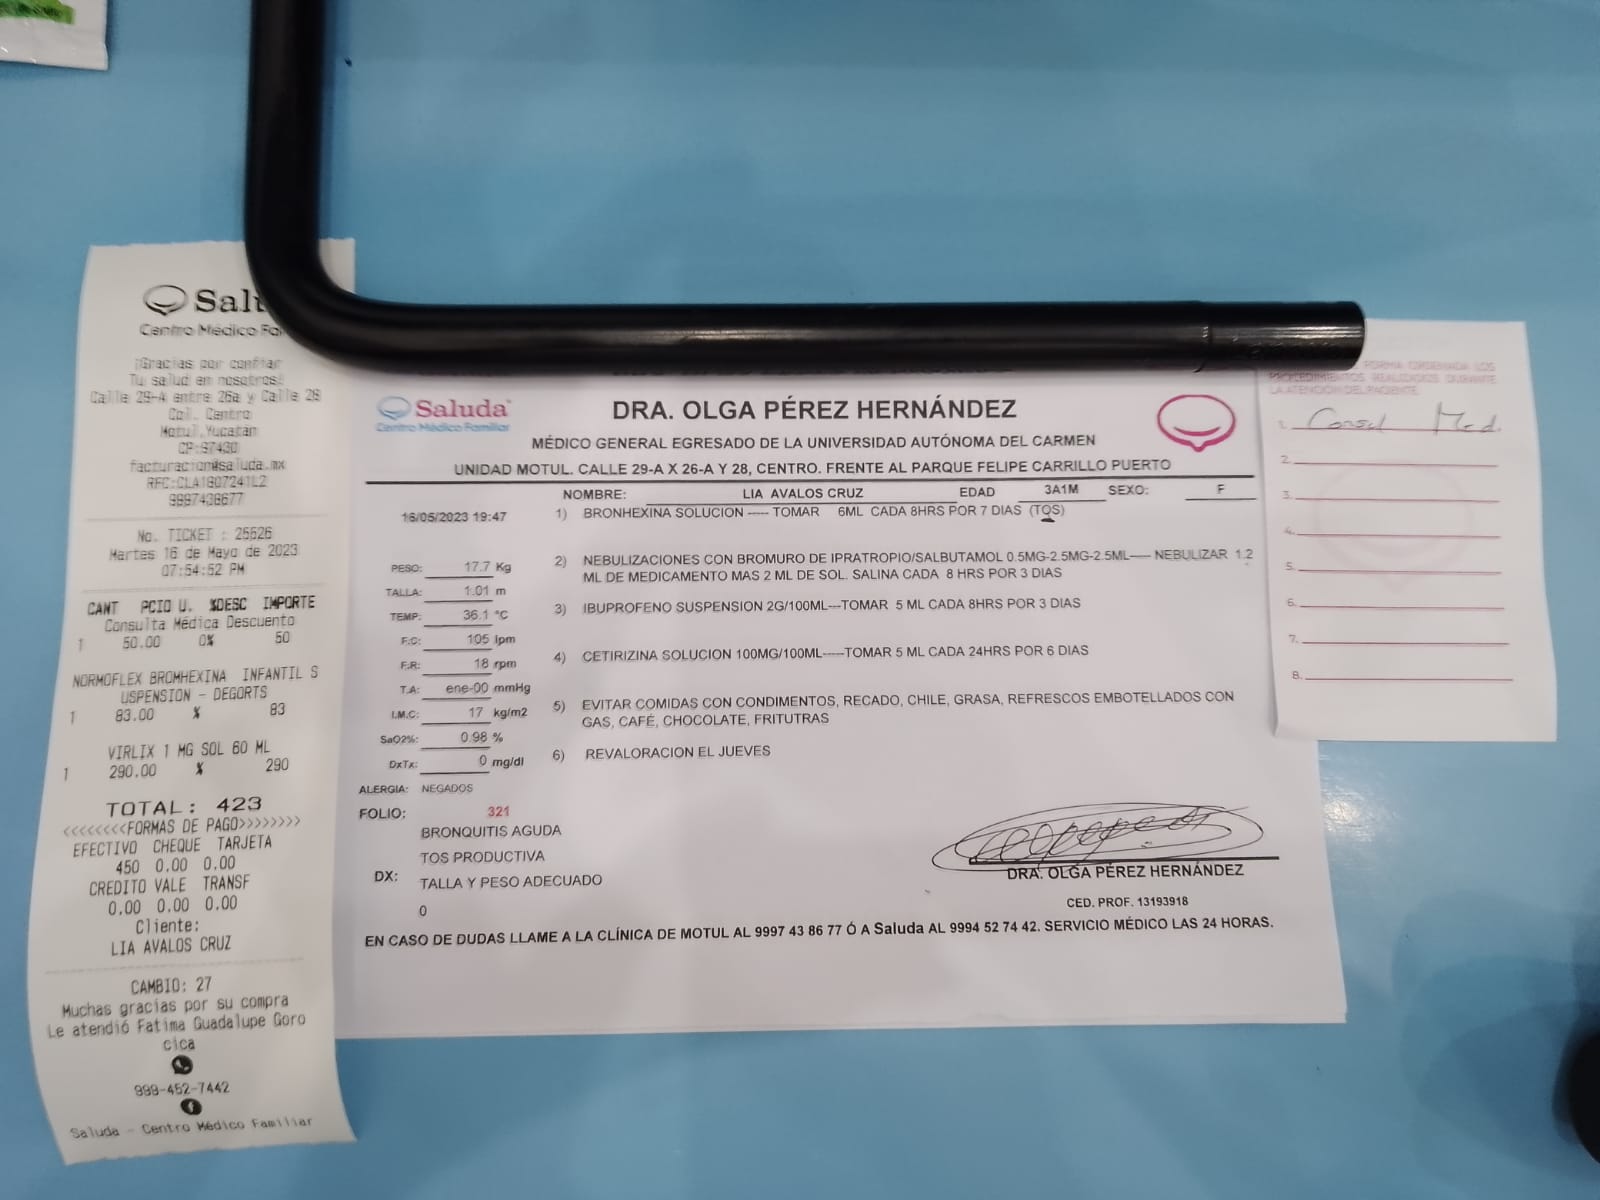 Salu
Centro Médico Fa
¡Gracias por confiar
Tu salud en nosotros!
Calle 29-A entre 26a y Calle 28
Col. Centro
Motul,Yucatán
CP:97430
facturacion@saluda.mx
RFC:CLA1807241L2
9997438677
No. TICKET : 25626
Martes 16 de Mayo de 2023
07:54:52 PM
CANT PCIO U. %DESC IMPORTE
Consulta Médica Descuento
1 50.00 0% 50
NORMOFLEX BROMHEXINA INFANTIL S
USPENSION - DEGORTS
1 83.00 % 83
VIRLIX 1 MG SOL 60 ML
1 290.00 % 290
TOTAL: 423
<<<<<<<<FORMAS DE PAGO>>>>>>>>
EFECTIVO CHEQUE TARJETA
450 0.00 0.00
CREDITO VALE TRANSF
0.00 0.00 0.00
Cliente:
LIA AVALOS CRUZ
CAMBIO: 27
Muchas gracias por su compra
Le atendió Fatima Guadalupe Goro
cica
999-452-7442
Saluda - Centro Médico Familiar
Saluda
Centro Médico Familiar
DRA. OLGA PÉREZ HERNÁNDEZ
MÉDICO GENERAL EGRESADO DE LA UNIVERSIDAD AUTÓNOMA DEL CARMEN
UNIDAD MOTUL. CALLE 29-A X 26-A Y 28, CENTRO. FRENTE AL PARQUE FELIPE CARRILLO PUERTO
NOMBRE: LIA AVALOS CRUZ EDAD 3A1M SEXO: F
16/05/2023 19:47
PESO: 17.7 Kg
TALLA: 1.01 m
TEMP: 36.1 °C
F.C: 105 lpm
F.R: 18 rpm
T.A: ene-00 mmHg
I.M.C: 17 kg/m2
SaO2%: 0.98 %
DxTx: 0 mg/dl
ALERGIA: NEGADOS
1) BRONHEXINA SOLUCION ----- TOMAR 6ML CADA 8HRS POR 7 DIAS (TOS)
2) NEBULIZACIONES CON BROMURO DE IPRATROPIO/SALBUTAMOL 0.5MG-2.5MG-2.5ML---- NEBULIZAR 1.2
ML DE MEDICAMENTO MAS 2 ML DE SOL. SALINA CADA 8 HRS POR 3 DIAS
3) IBUPROFENO SUSPENSION 2G/100ML---TOMAR 5 ML CADA 8HRS POR 3 DIAS
4) CETIRIZINA SOLUCION 100MG/100ML-----TOMAR 5 ML CADA 24HRS POR 6 DIAS
5) EVITAR COMIDAS CON CONDIMENTOS, RECADO, CHILE, GRASA, REFRESCOS EMBOTELLADOS CON
GAS, CAFÉ, CHOCOLATE, FRITUTRAS
6) REVALORACION EL JUEVES
FOLIO: 321
DX:
BRONQUITIS AGUDA
TOS PRODUCTIVA
TALLA Y PESO ADECUADO
0
DRA. OLGA PÉREZ HERNÁNDEZ
CED. PROF. 13193918
EN CASO DE DUDAS LLAME A LA CLÍNICA DE MOTUL AL 9997 43 86 77 Ó A Saluda AL 9994 52 74 42. SERVICIO MÉDICO LAS 24 HORAS.
FORMA ORDENADA LOS
PROCEDIMIENTOS REALIZADOS DURANTE
LA ATENCION DEL PACIENTE.
1. Consul Med.
2.
3.
4.
5.
6.
7.
8.